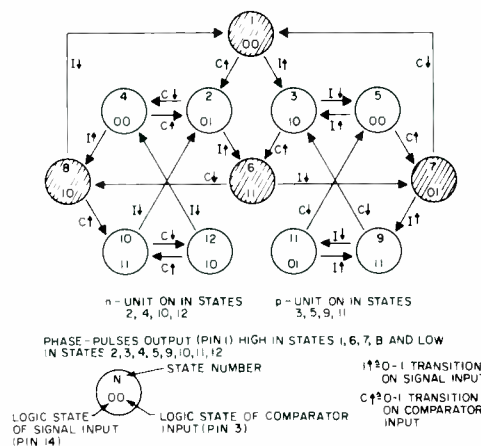 1
00
I↓
C↓
C↑
I↑
4
00
C↓
C↑
2
01
3
10
I↓
I↑
5
00
I↑
I↑
C↑
C↑
8
10
C↓
6
11
I↓
7
01
C↑
I↓
I↓
C↓
C↓
I↑
10
11
C↓
C↑
12
10
11
01
I↓
I↑
9
11
n-UNIT ON IN STATES
2, 4, 10, 12
p-UNIT ON IN STATES
3, 5, 9, 11
PHASE-PULSES OUTPUT (PIN 1) HIGH IN STATES 1, 6, 7, 8 AND LOW
IN STATES 2, 3, 4, 5, 9, 10, 11, 12
STATE NUMBER
N
00
LOGIC STATE
OF SIGNAL INPUT
(PIN 14)
LOGIC STATE OF COMPARATOR
INPUT (PIN 3)
I↑≙0-1 TRANSITION
ON SIGNAL INPUT
C↑≙0-1 TRANSITION
ON COMPARATOR
INPUT